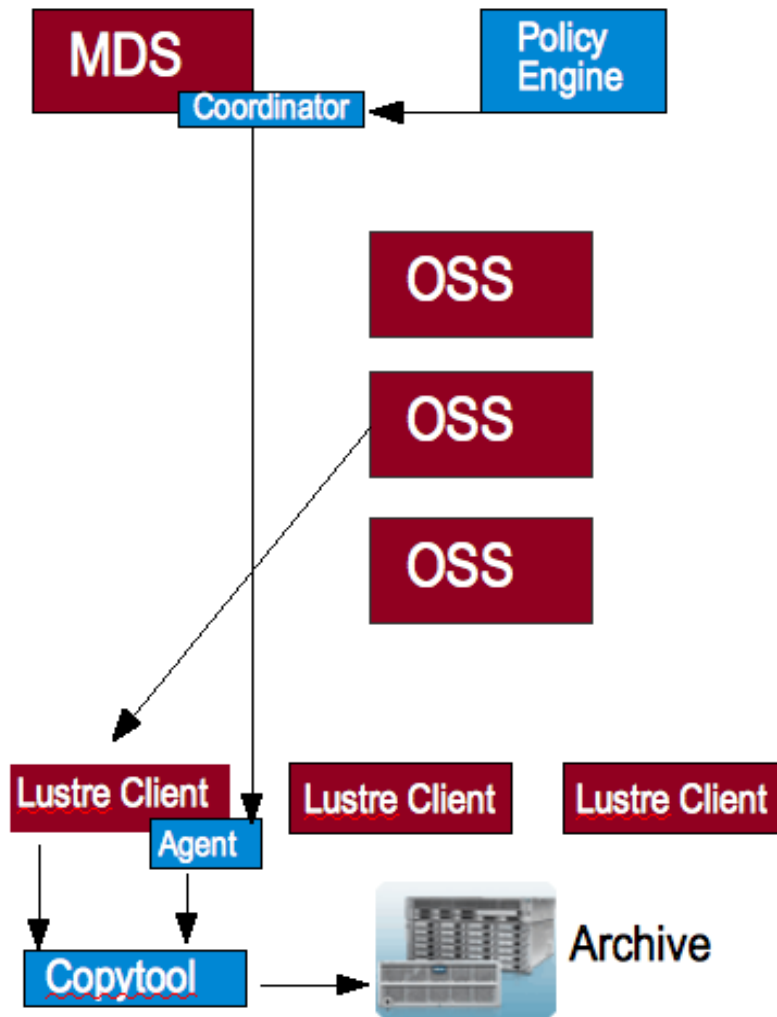 MDS
Policy
Engine
Coordinator
OSS
OSS
OSS
Lustre Client
Lustre Client
Lustre Client
Agent
Archive
Copytool